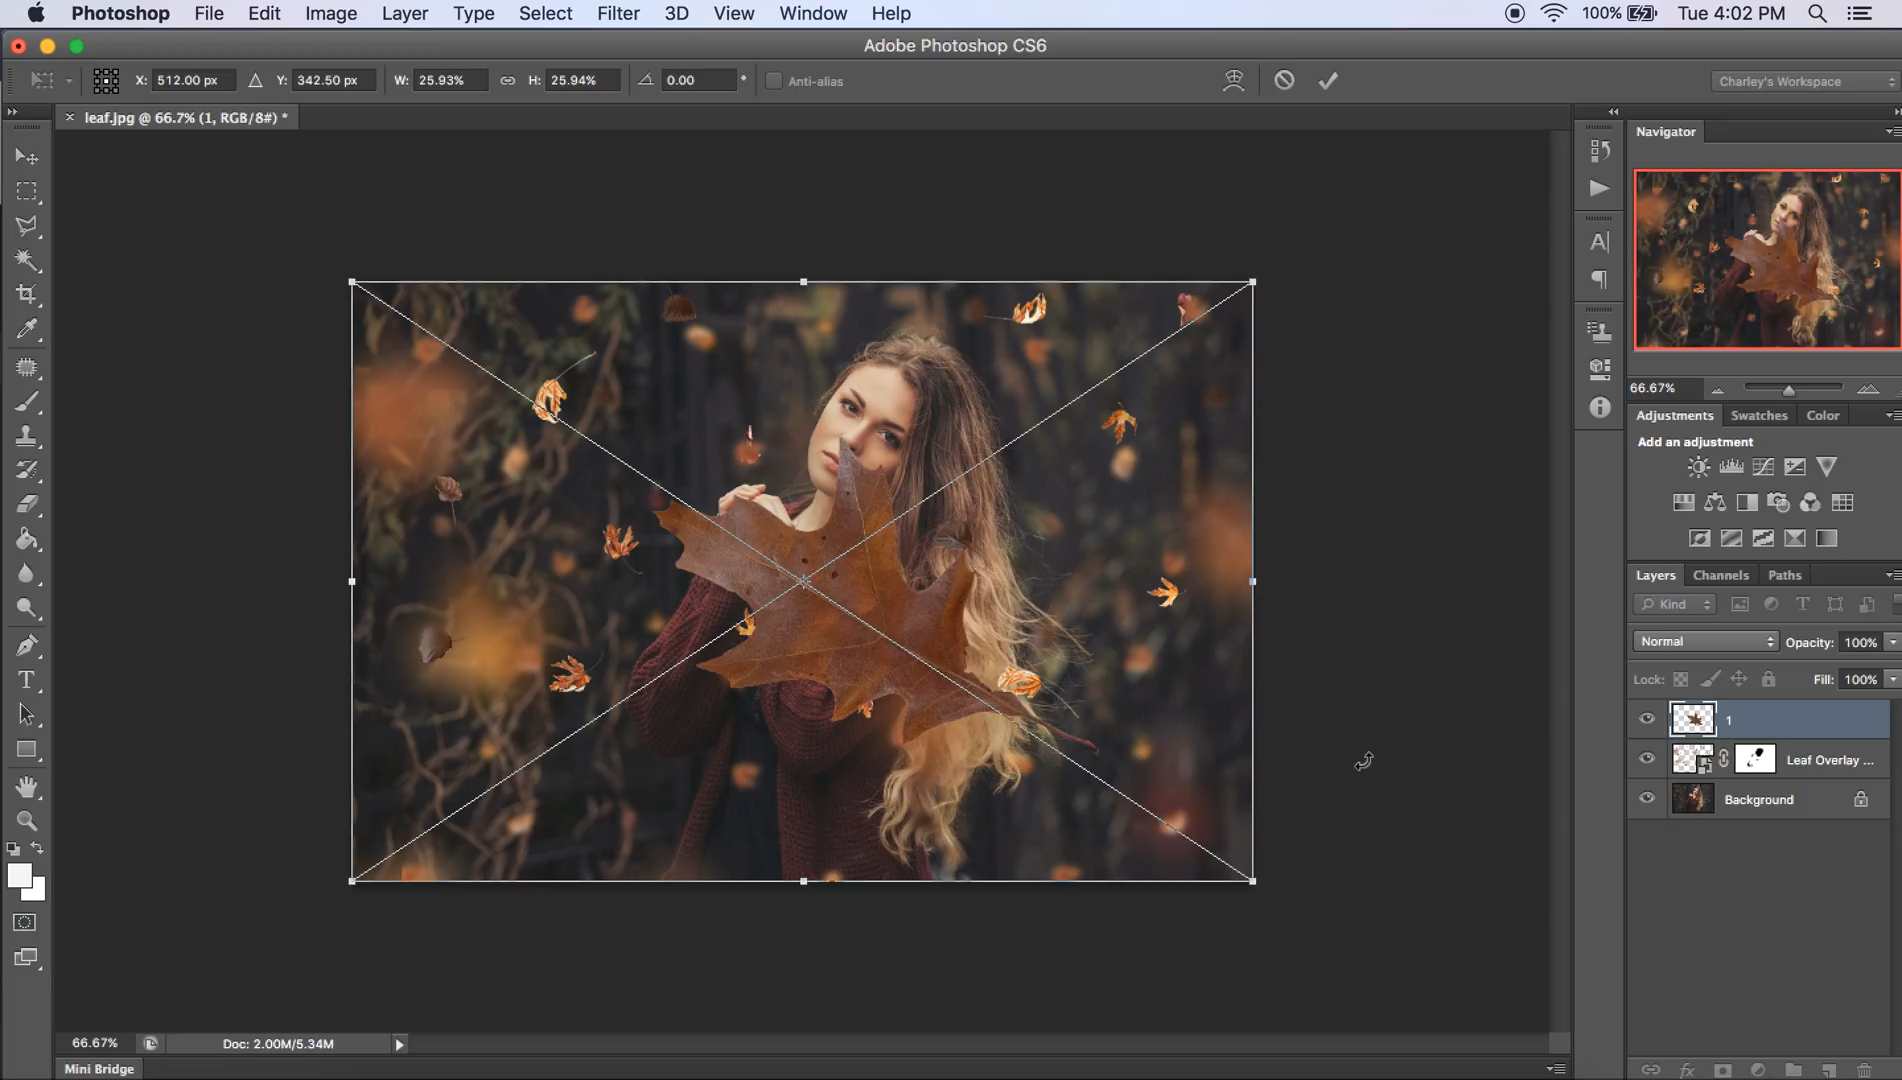 Photoshop File Edit Image Layer Type Select Filter 3D View Window Help 100% Tue 4:02 PM
Adobe Photoshop CS6
X: 512.00 px Y: 342.50 px W: 25.93% H: 25.94% 0.00 ° Anti-alias Charley's Workspace
leaf.jpg @ 66.7% (1, RGB/8#) *
Navigator
66.67%
Adjustments Swatches Color
Add an adjustment
Layers Channels Paths
Kind
Normal Opacity: 100%
Lock: Fill: 100%
1
Leaf Overlay ...
Background
66.67% Doc: 2.00M/5.34M
Mini Bridge